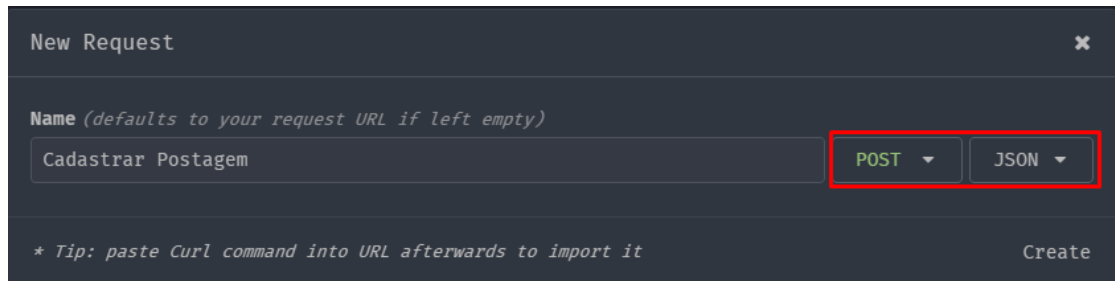 New Request ✖
Name (defaults to your request URL if left empty)
Cadastrar Postagem POST JSON
* Tip: paste Curl command into URL afterwards to import it Create